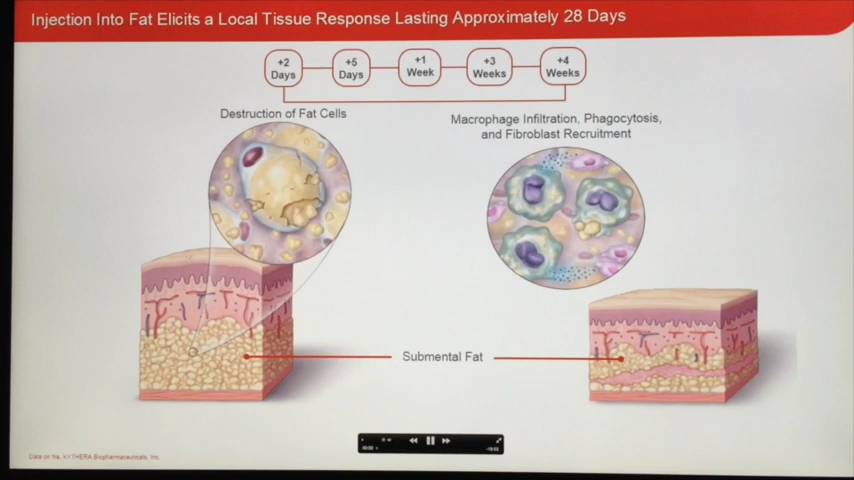 Injection Into Fat Elicits a Local Tissue Response Lasting Approximately 28 Days
+2 Days
+5 Days
+1 Week
+3 Weeks
+4 Weeks
Destruction of Fat Cells
Macrophage Infiltration, Phagocytosis,
and Fibroblast Recruitment
Submental Fat
Data on file, KYTHERA Biopharmaceuticals, Inc.